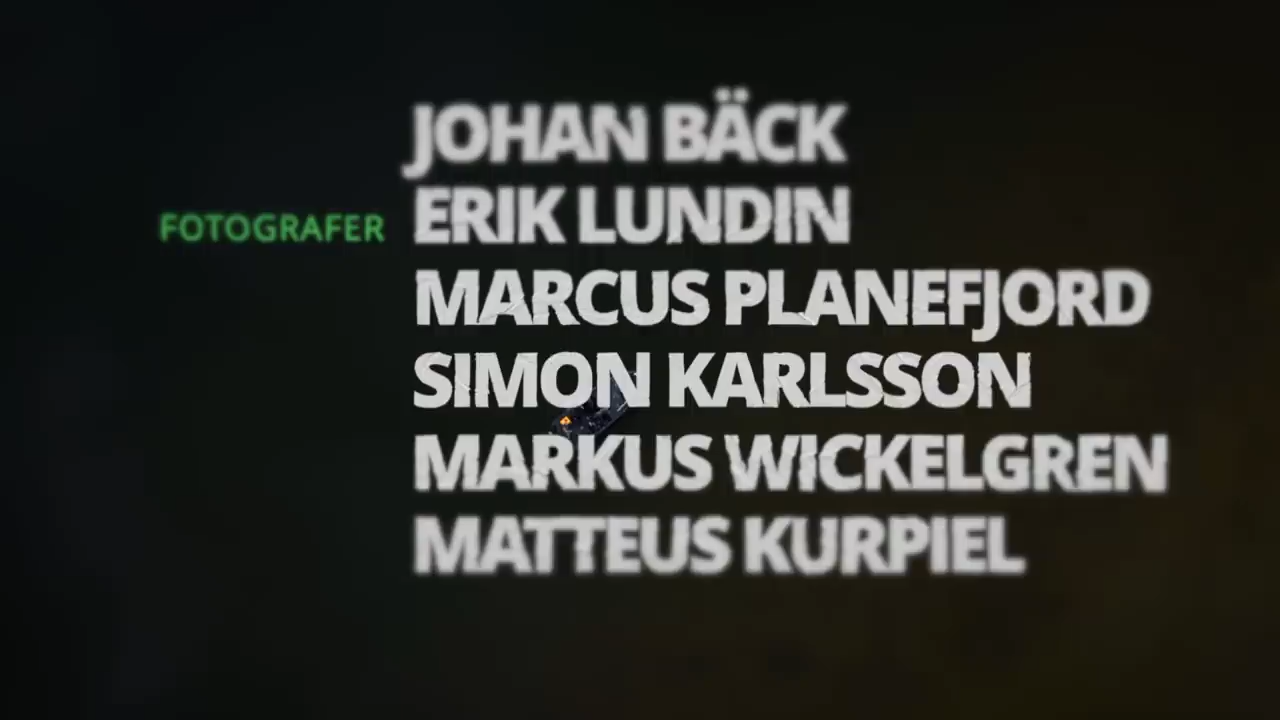 JOHAN BÄCK
FOTOGRAFER ERIK LUNDIN
MARCUS PLANEFJORD
SIMON KARLSSON
MARKUS WICKELGREN
MATTEUS KURPIEL